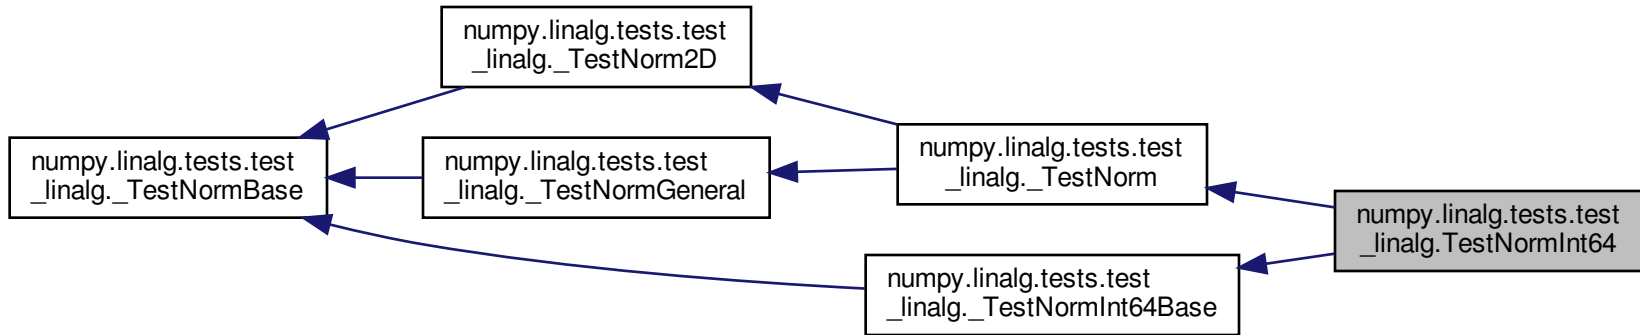 numpy.linalg.tests.test
_linalg._TestNorm2D
numpy.linalg.tests.test
_linalg._TestNormBase
numpy.linalg.tests.test
_linalg._TestNormGeneral
numpy.linalg.tests.test
_linalg._TestNorm
numpy.linalg.tests.test
_linalg.TestNormInt64
numpy.linalg.tests.test
_linalg._TestNormInt64Base